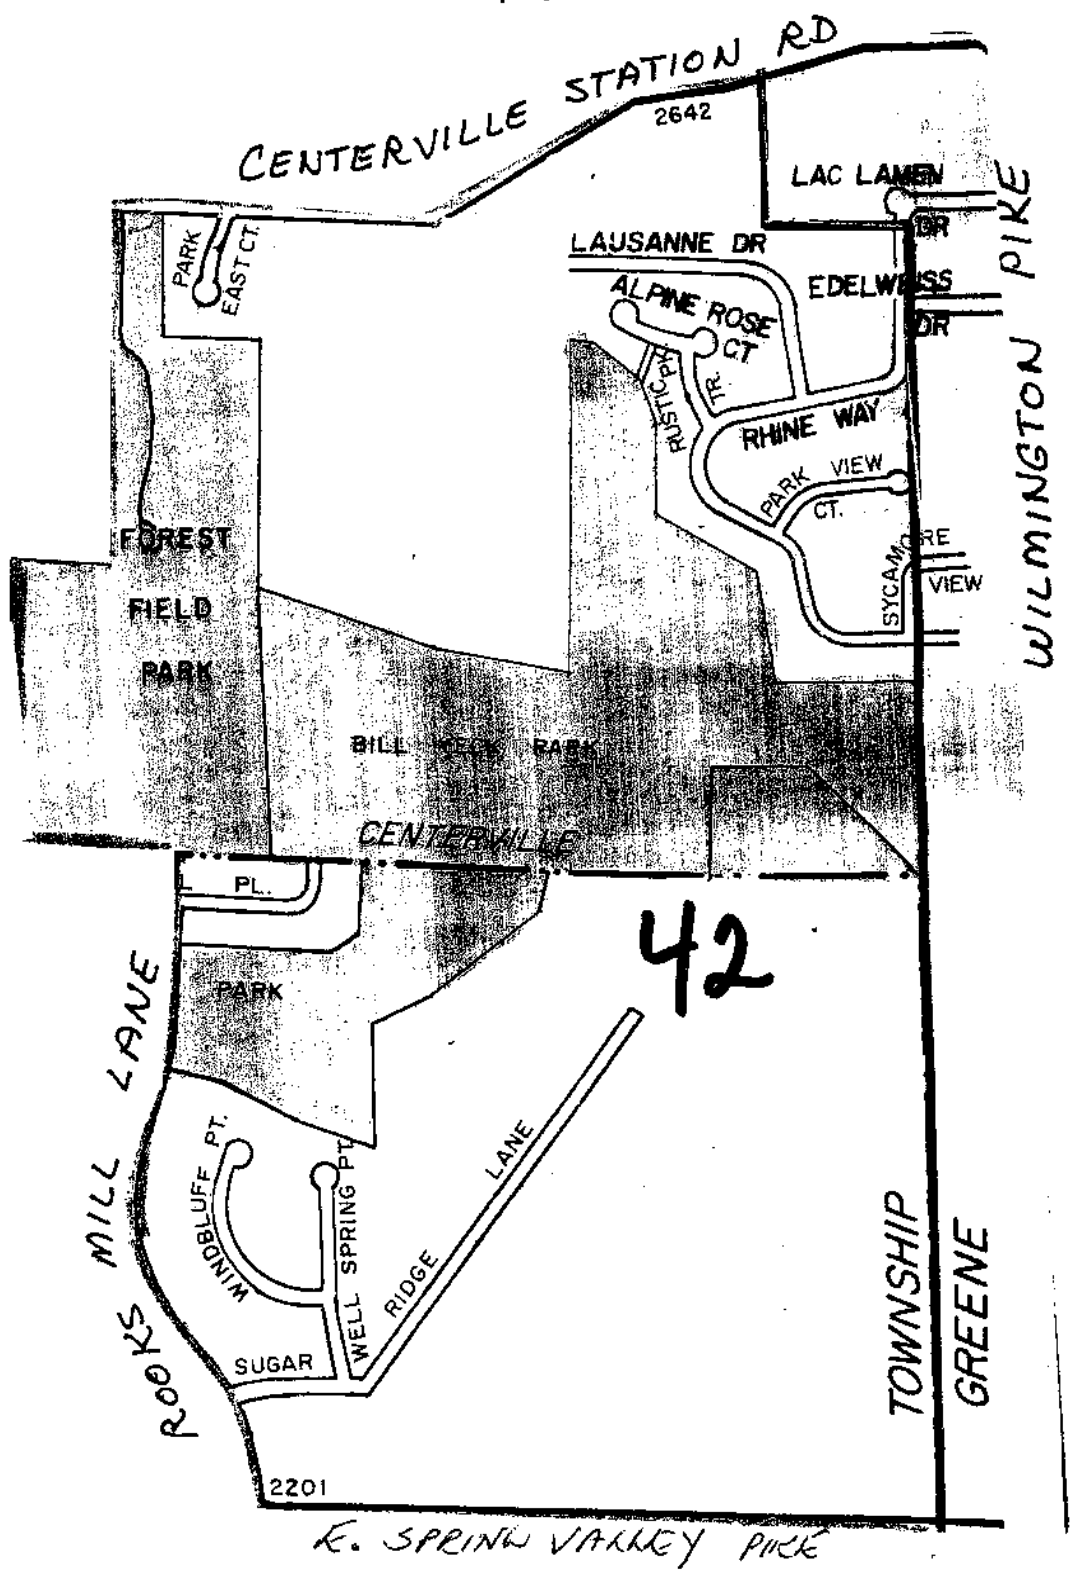 CENTERVILLE STATION RD
2642
LAC LAMEN
DR
PARK
EAST CT.
LAUSANNE DR
EDELWEISS
DR
ALPINE ROSE
CT
RUSTIC PK
TR.
RHINE WAY
WILMINGTON PIKE
PARK VIEW
CT.
SYCAMORE
VIEW
FOREST
FIELD
PARK
BILL YECK PARK
CENTERVILLE
L PL.
42
PARK
ROOKS MILL LANE
WINDBLUFF PT.
WELL SPRING PT.
SUGAR RIDGE LANE
TOWNSHIP
GREENE
2201
E. SPRING VALLEY PIKE